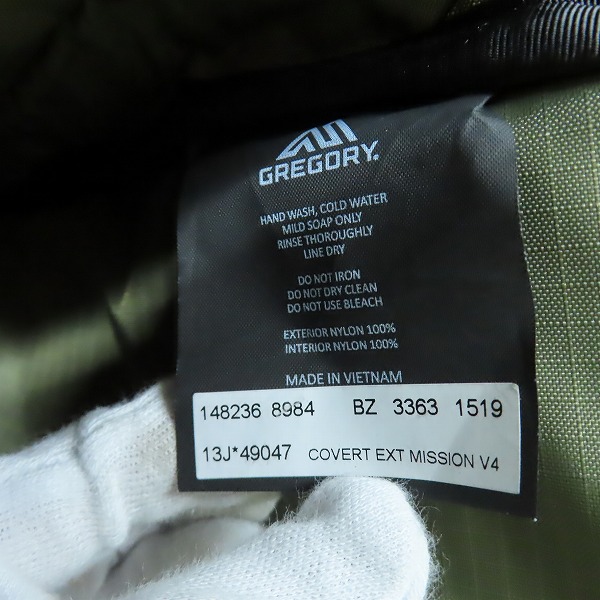 GREGORY.
HAND WASH, COLD WATER
MILD SOAP ONLY
RINSE THOROUGHLY
LINE DRY
DO NOT IRON
DO NOT DRY CLEAN
DO NOT USE BLEACH
EXTERIOR NYLON 100%
INTERIOR NYLON 100%
MADE IN VIETNAM
148236 8984 BZ 3363 1519
13J*49047 COVERT EXT MISSION V4